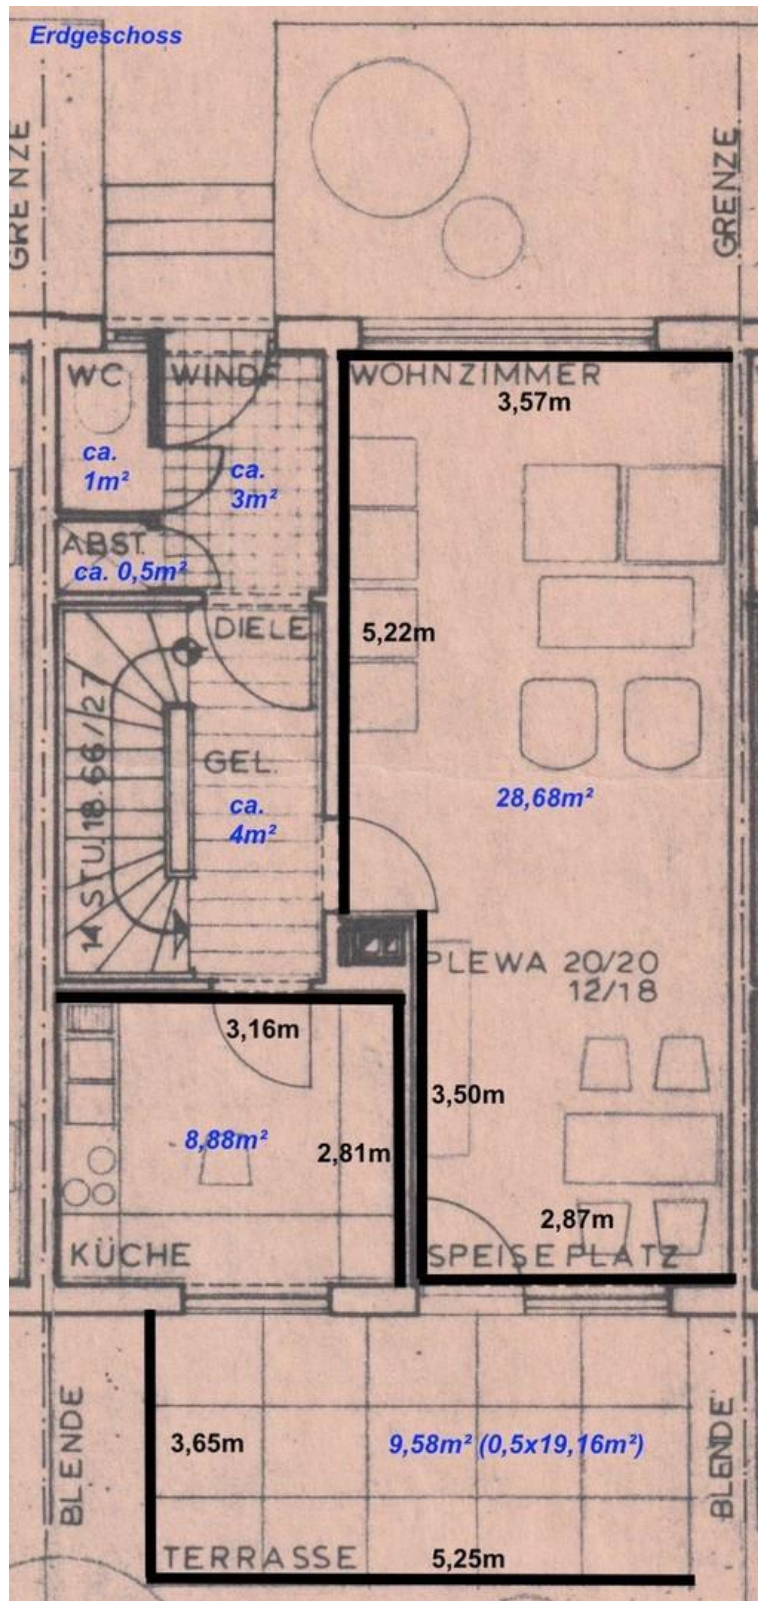 Erdgeschoss
GRENZE
GRENZE
WC
WINDF
WOHNZIMMER
3,57m
ca.
1m²
ca.
3m²
ABST.
ca. 0,5m²
DIELE
5,22m
14 STU. 18.66/27
GEL.
ca.
4m²
28,68m²
PLEWA 20/20
12/18
3,16m
3,50m
8,88m²
2,81m
2,87m
KÜCHE
SPEISEPLATZ
BLENDE
3,65m
9,58m² (0,5x19,16m²)
BLENDE
TERRASSE
5,25m